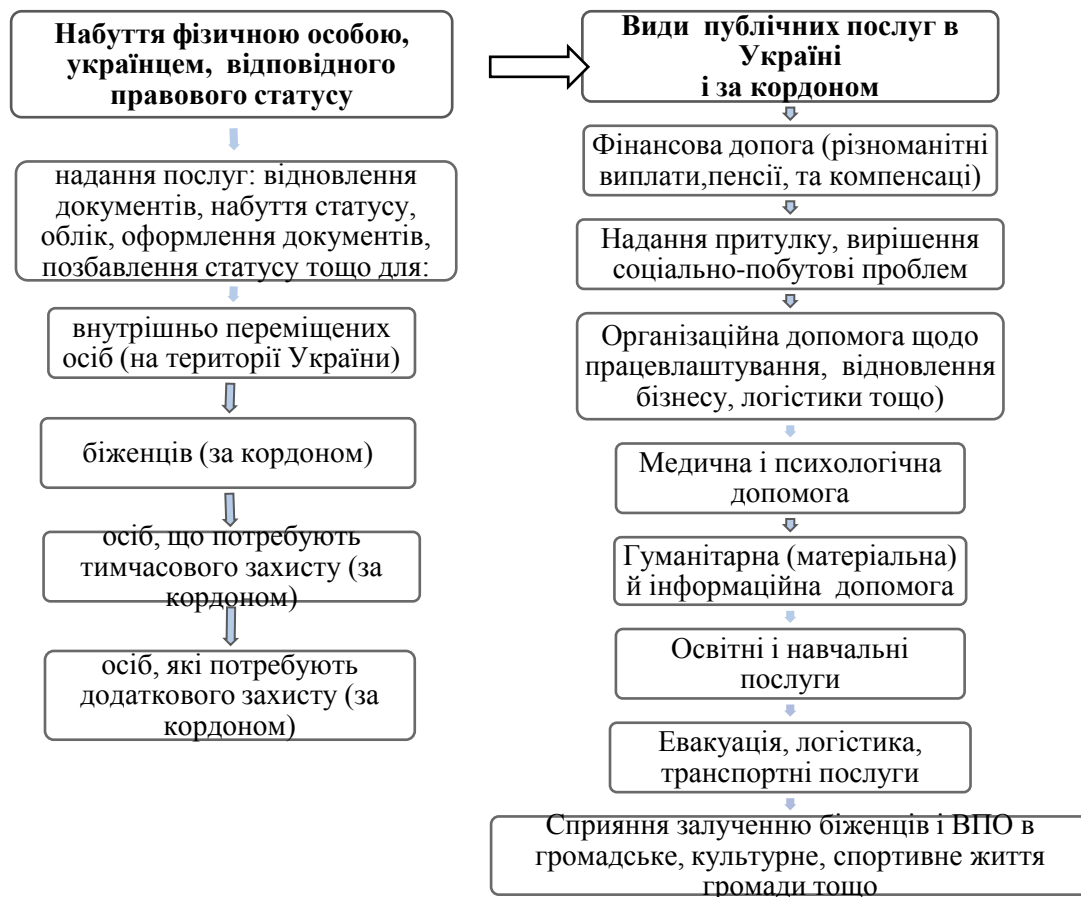 Набуття фізичною особою,
українцем, відповідного
правового статусу
надання послуг: відновлення
документів, набуття статусу,
облік, оформлення документів,
позбавлення статусу тощо для:
внутрішньо переміщених
осіб (на території України)
біженців (за кордоном)
осіб, що потребують
тимчасового захисту (за
кордоном)
осіб, які потребують
додаткового захисту (за
кордоном)
Види публічних послуг в
Україні
і за кордоном
Фінансова допога (різноманітні
виплати,пенсії, та компенсаці)
Надання притулку, вирішення
соціально-побутові проблем
Організаційна допомога щодо
працевлаштування, відновлення
бізнесу, логістики тощо)
Медична і психологічна
допомога
Гуманітарна (матеріальна)
й інформаційна допомога
Освітні і навчальні
послуги
Евакуація, логістика,
транспортні послуги
Сприяння залученню біженців і ВПО в
громадське, культурне, спортивне життя
громади тощо